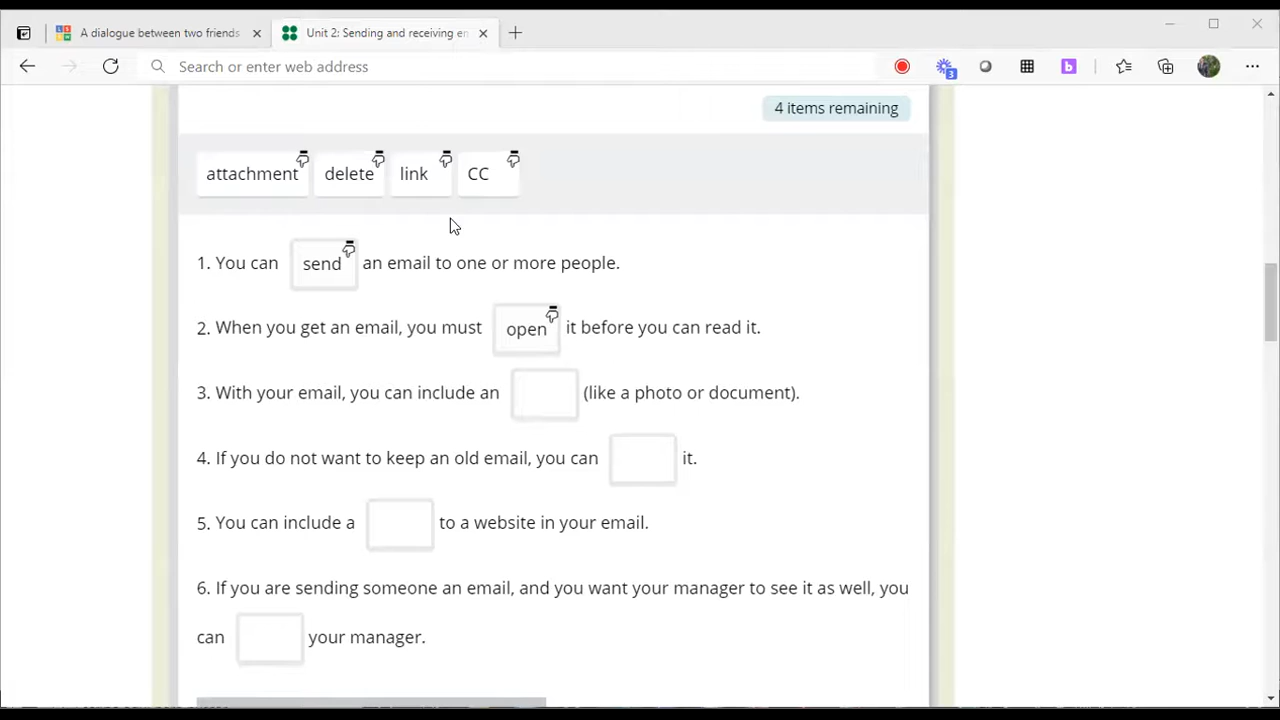 A dialogue between two friends
Unit 2: Sending and receiving en
Search or enter web address
3
b
4 items remaining
attachment delete link CC
1. You can send an email to one or more people.
2. When you get an email, you must open it before you can read it.
3. With your email, you can include an (like a photo or document).
4. If you do not want to keep an old email, you can it.
5. You can include a to a website in your email.
6. If you are sending someone an email, and you want your manager to see it as well, you
can your manager.